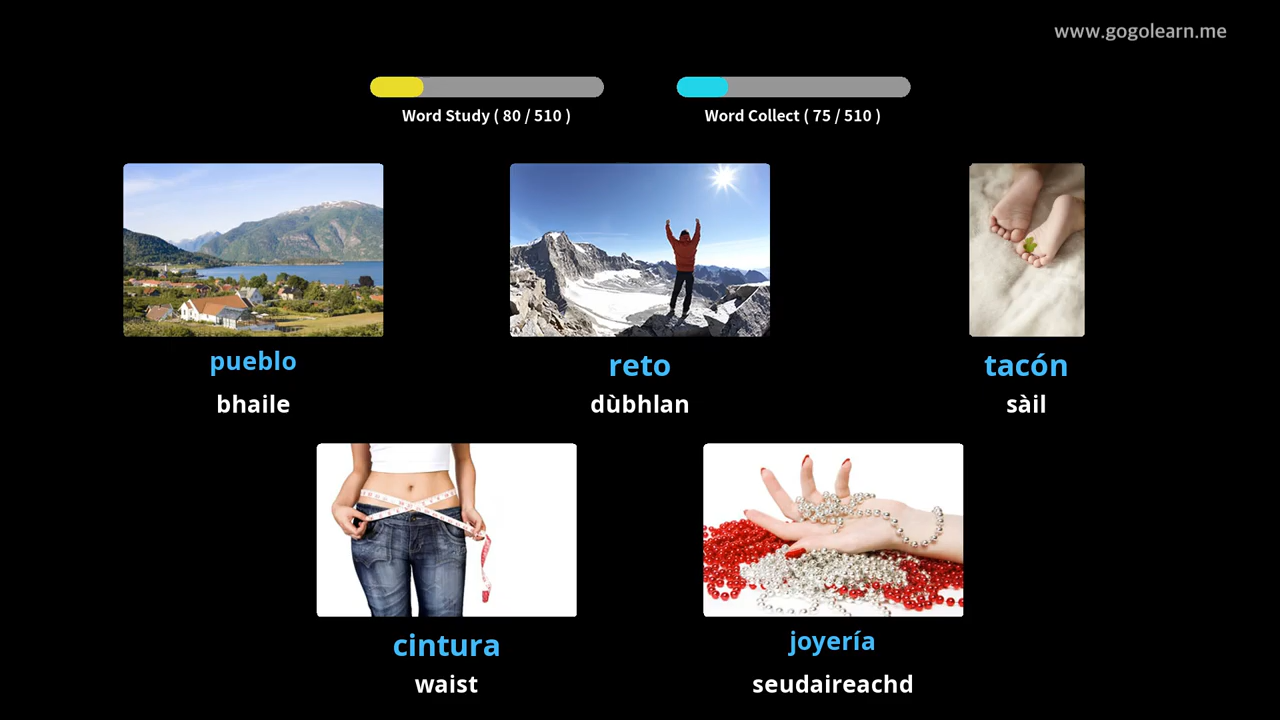 www.gogolearn.me
Word Study ( 80 / 510 )
Word Collect ( 75 / 510 )
pueblo
reto
tacón
bhaile
dùbhlan
sàil
cintura
joyería
waist
seudaireachd